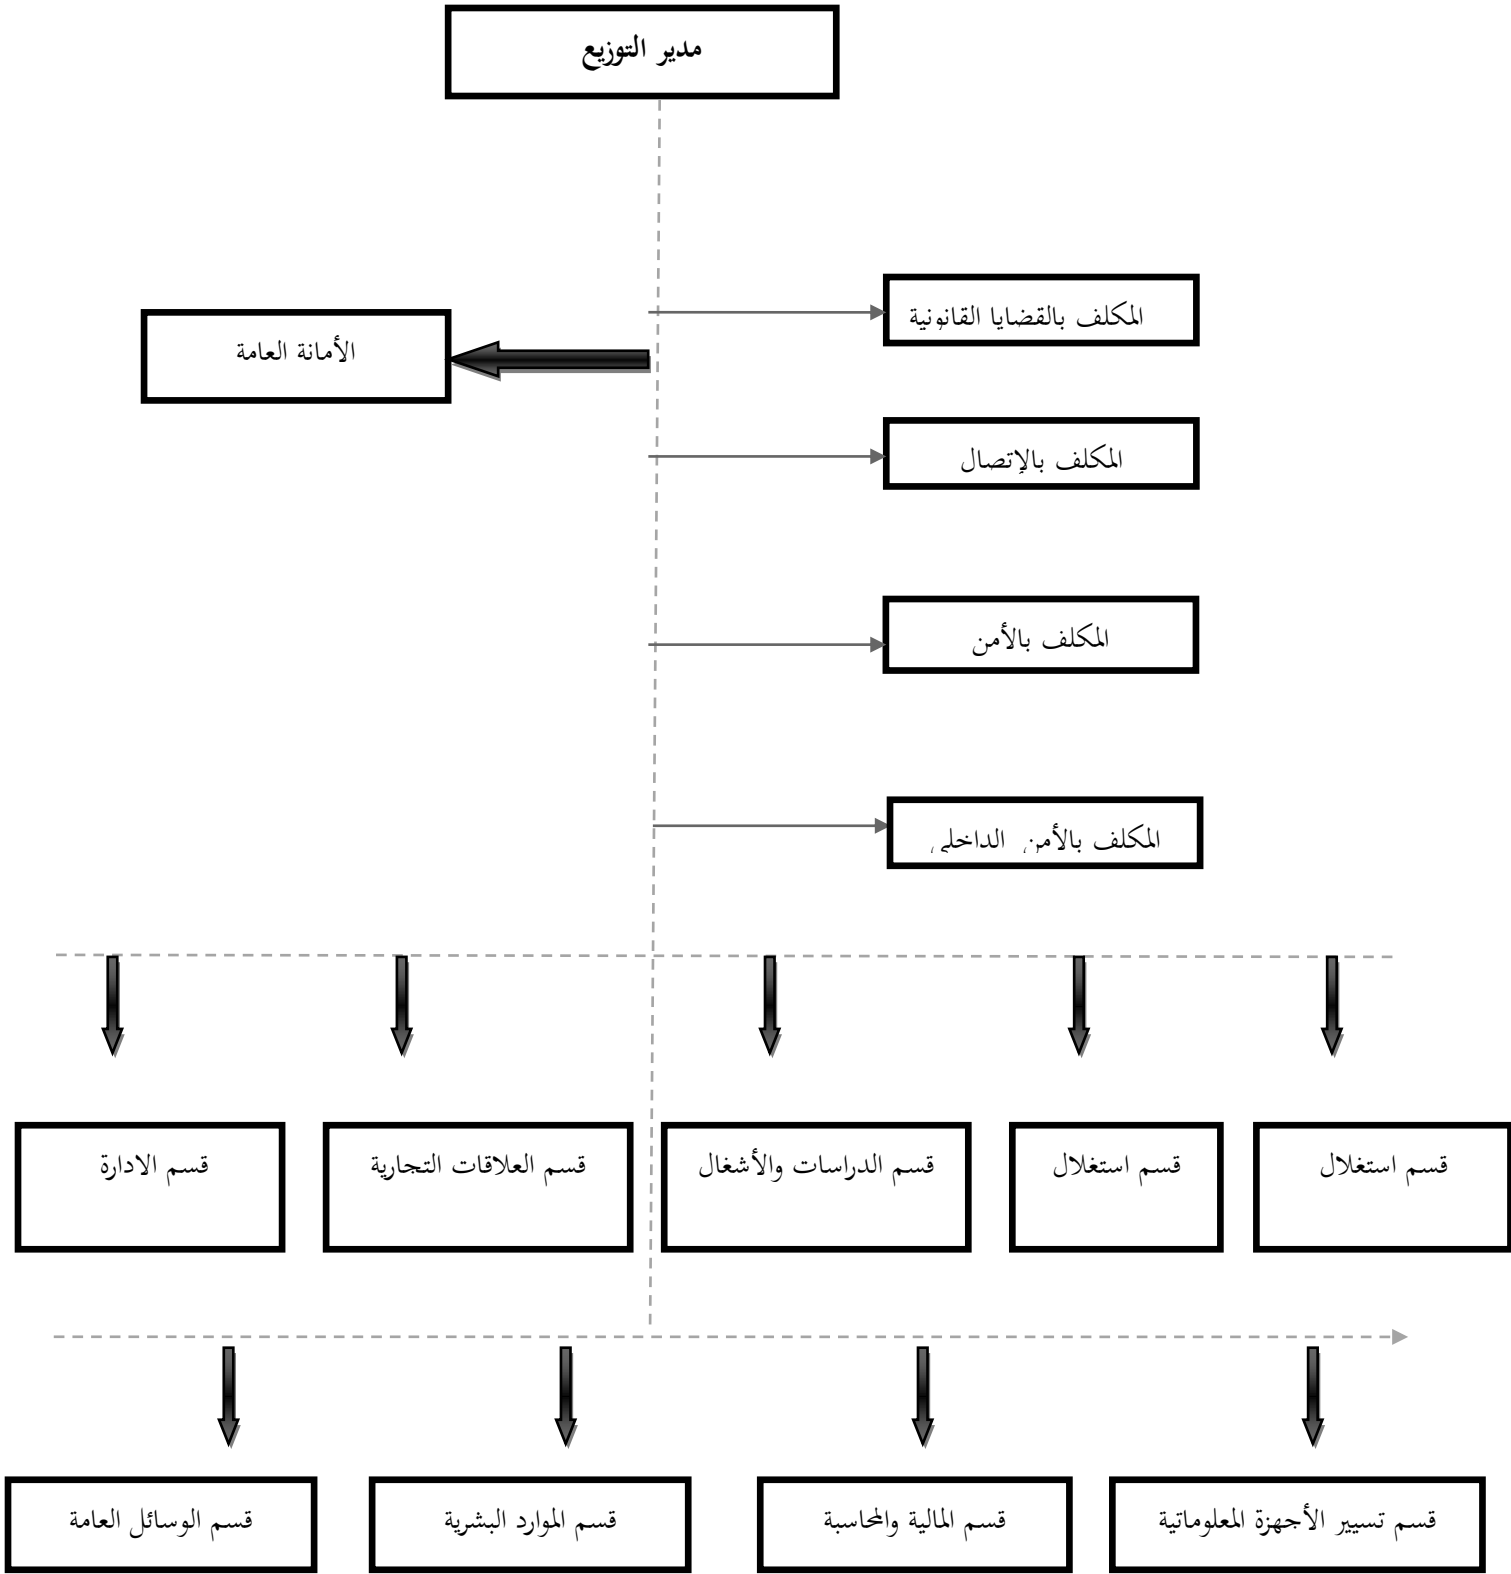 مدير التوزيع
المكلف بالقضايا القانونية
الأمانة العامة
المكلف بالإتصال
المكلف بالأمن
المكلف بالأمن الداخلي
قسم استغلال
قسم استغلال
قسم الدراسات والأشغال
قسم العلاقات التجارية
قسم الادارة
قسم تسيير الأجهزة المعلوماتية
قسم المالية والمحاسبة
قسم الموارد البشرية
قسم الوسائل العامة